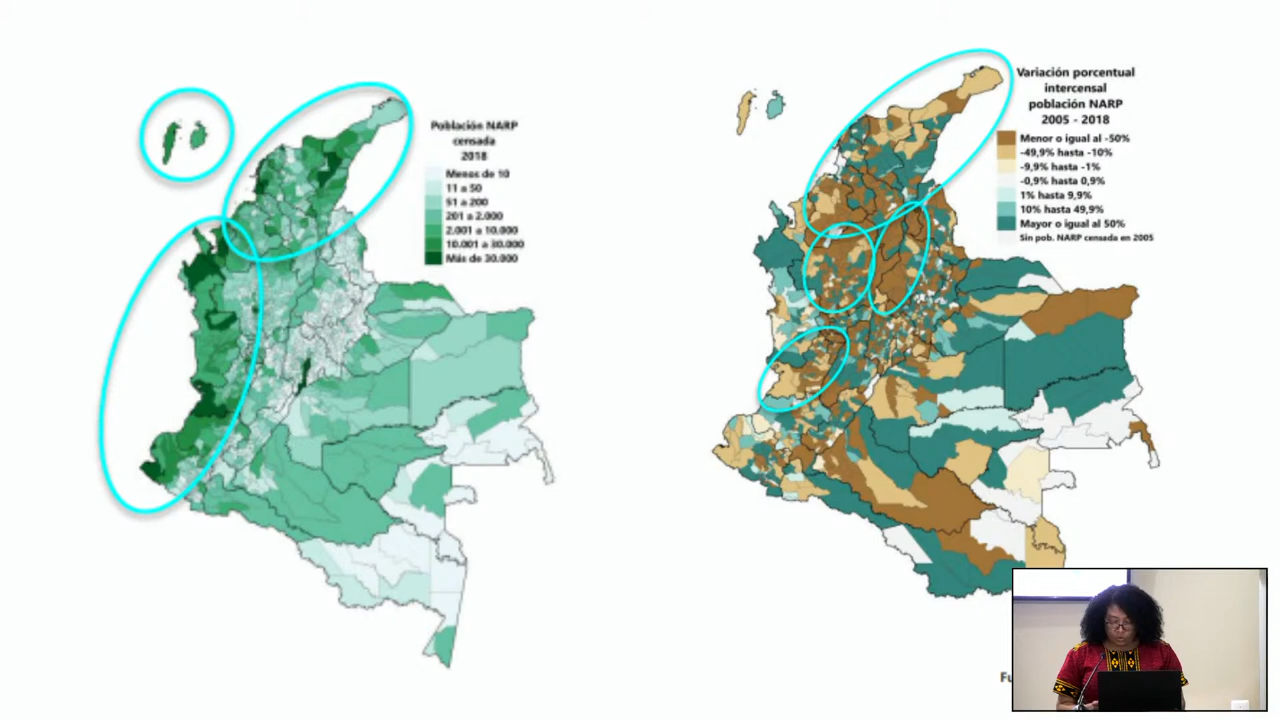 Población NARP
censada
2018
Menos de 10
11 a 50
51 a 200
201 a 2.000
2.001 a 10.000
10.001 a 30.000
Más de 30.000
Variación porcentual
intercensal
población NARP
2005 - 2018
Menor o igual al -50%
-49,9% hasta -10%
-9,9% hasta -1%
-0,9% hasta 0,9%
1% hasta 9,9%
10% hasta 49,9%
Mayor o igual al 50%
Sin pob. NARP censada en 2005
Fu